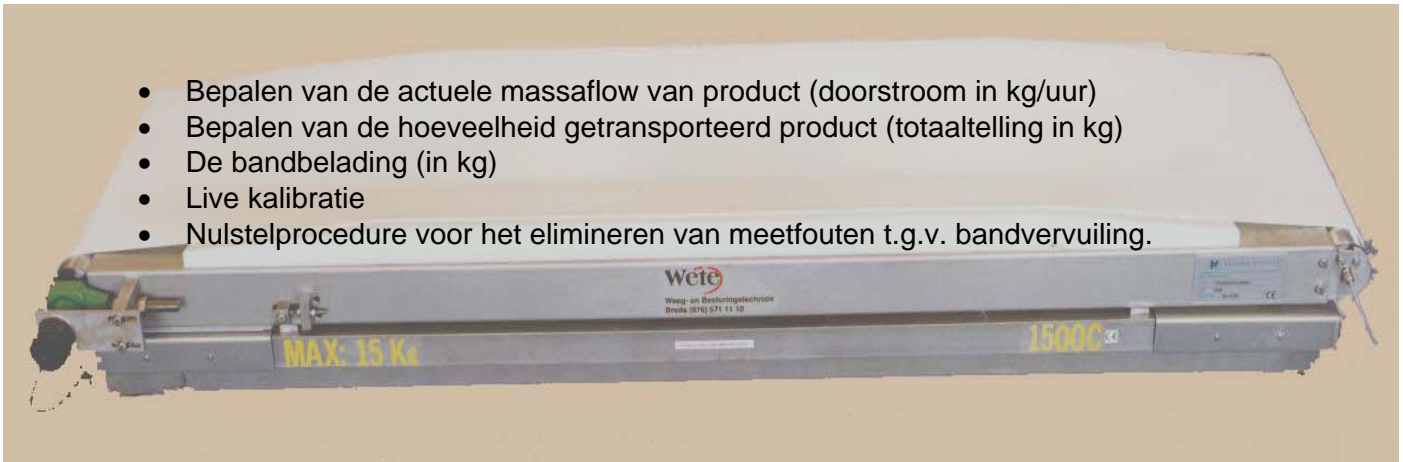 • Bepalen van de actuele massaflow van product (doorstroom in kg/uur)
• Bepalen van de hoeveelheid getransporteerd product (totaaltelling in kg)
• De bandbelading (in kg)
• Live kalibratie
• Nulstelprocedure voor het elimineren van meetfouten t.g.v. bandvervuiling.
Wete
Weeg- en Besturingstechniek
Breda (076) 571 11 10
MAX: 15 Kg
1500C
CE